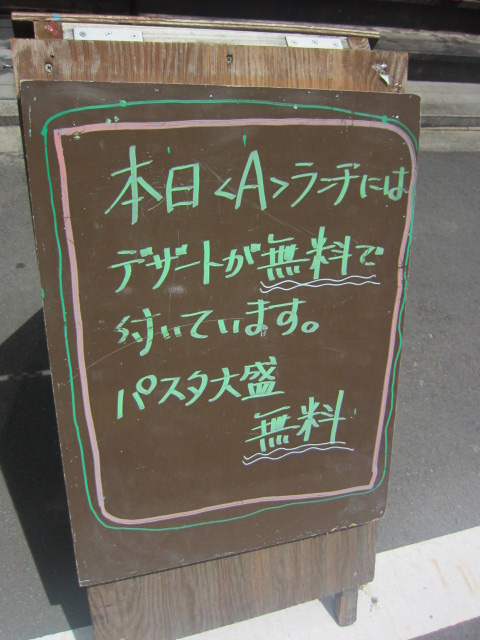 本日<A>ランチには
デザートが無料で
付いています。
パスタ大盛
無料